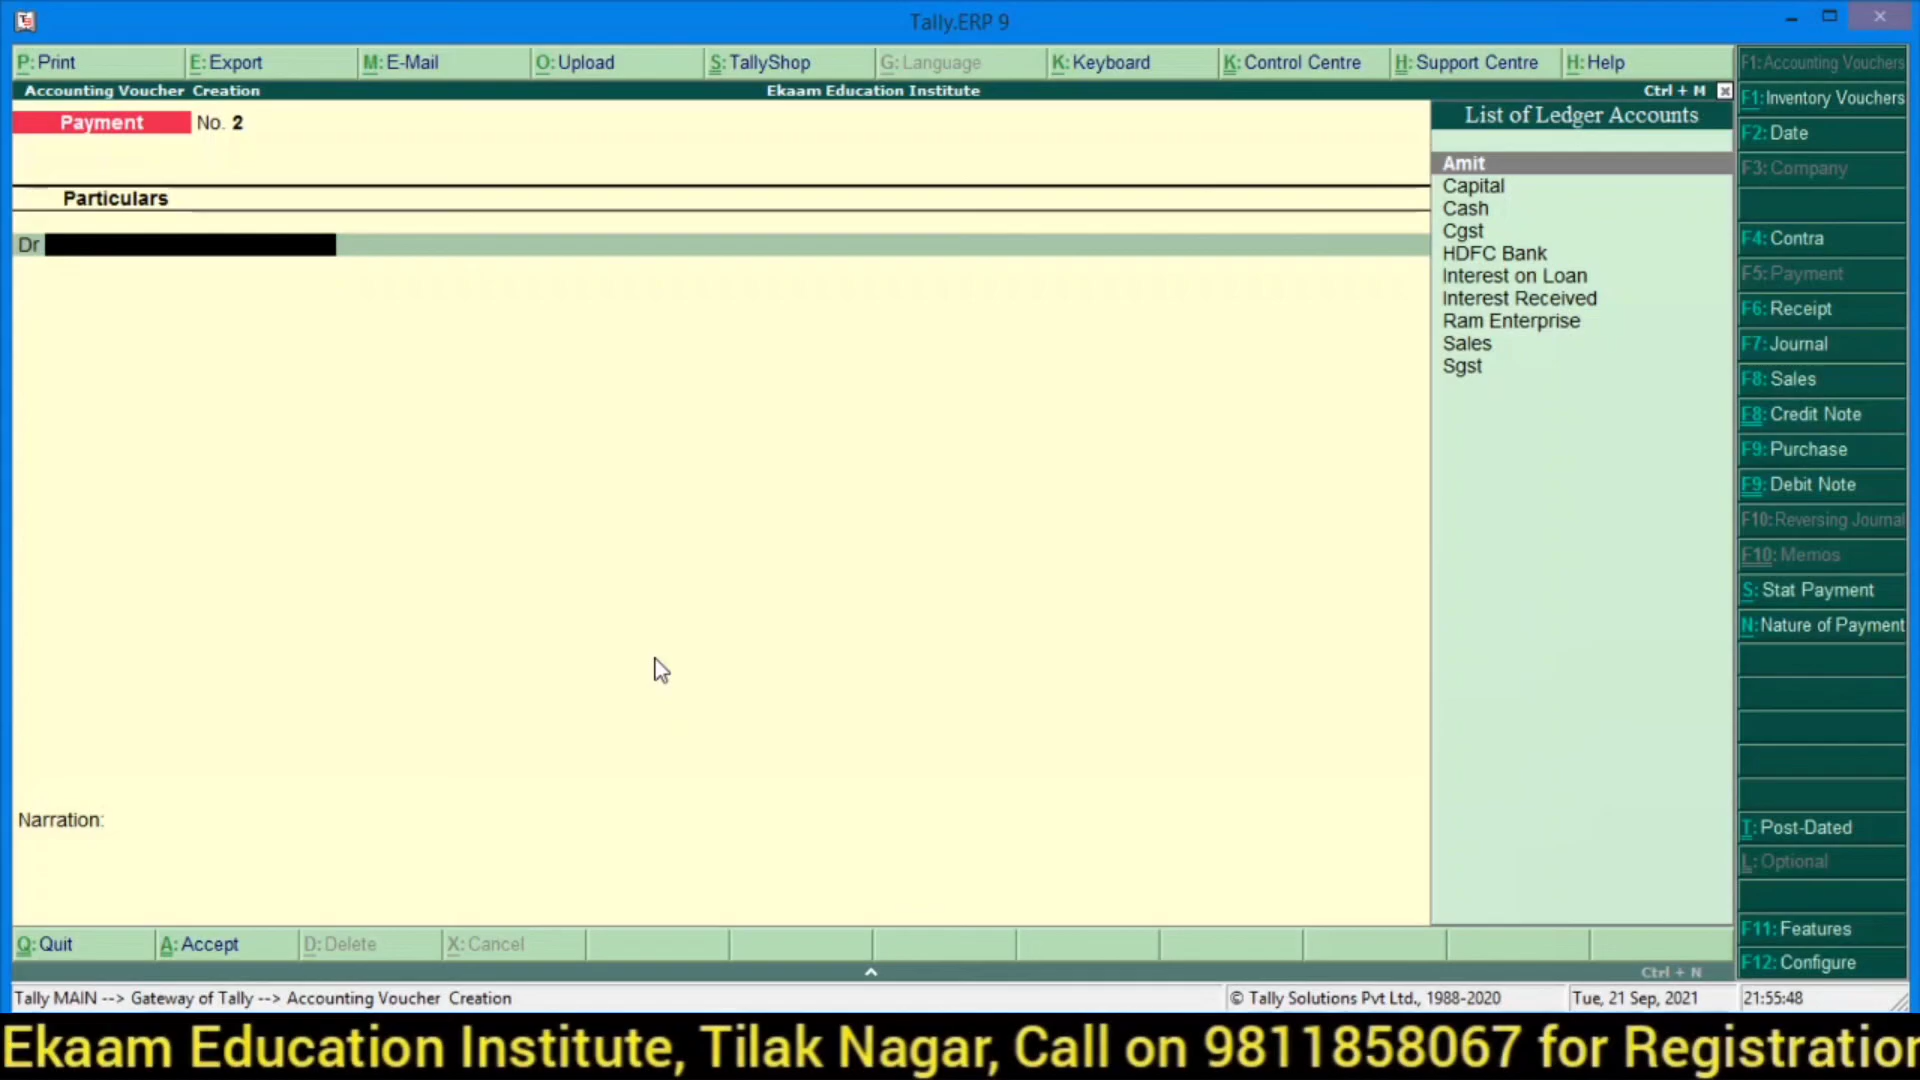 Tally.ERP 9
P: Print
E: Export
M: E-Mail
O: Upload
S: TallyShop
G: Language
K: Keyboard
K: Control Centre
H: Support Centre
H: Help
Accounting Voucher Creation
Ekaam Education Institute
Ctrl + M
Payment No. 2
Particulars
Dr
Narration:
List of Ledger Accounts
Amit
Capital
Cash
Cgst
HDFC Bank
Interest on Loan
Interest Received
Ram Enterprise
Sales
Sgst
F1: Accounting Vouchers
F1: Inventory Vouchers
F2: Date
F3: Company
F4: Contra
F5: Payment
F6: Receipt
F7: Journal
F8: Sales
F8: Credit Note
F9: Purchase
F9: Debit Note
F10: Reversing Journal
F10: Memos
S: Stat Payment
N: Nature of Payment
T: Post-Dated
L: Optional
F11: Features
F12: Configure
Q: Quit
A: Accept
D: Delete
X: Cancel
Ctrl + N
Tally MAIN --> Gateway of Tally --> Accounting Voucher Creation
© Tally Solutions Pvt Ltd., 1988-2020
Tue, 21 Sep, 2021
21:55:48
Ekaam Education Institute, Tilak Nagar, Call on 9811858067 for Registration